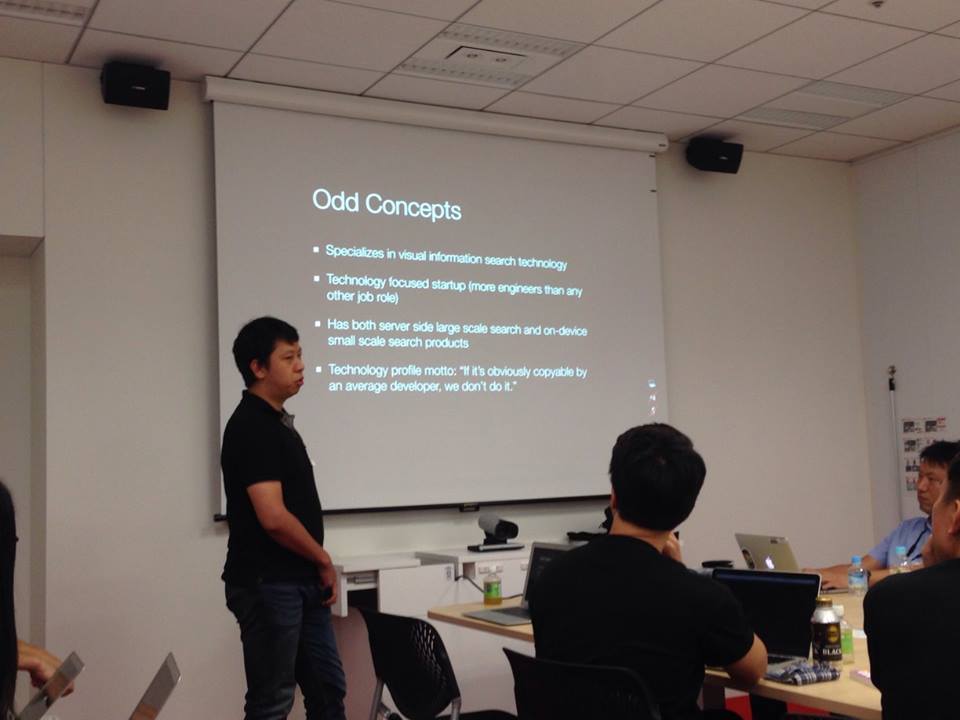 Odd Concepts
▪ Specializes in visual information search technology
▪ Technology focused startup (more engineers than any
other job role)
▪ Has both server side large scale search and on-device
small scale search products
▪ Technology profile motto: “If it’s obviously copyable by
an average developer, we don’t do it.”
BLACK